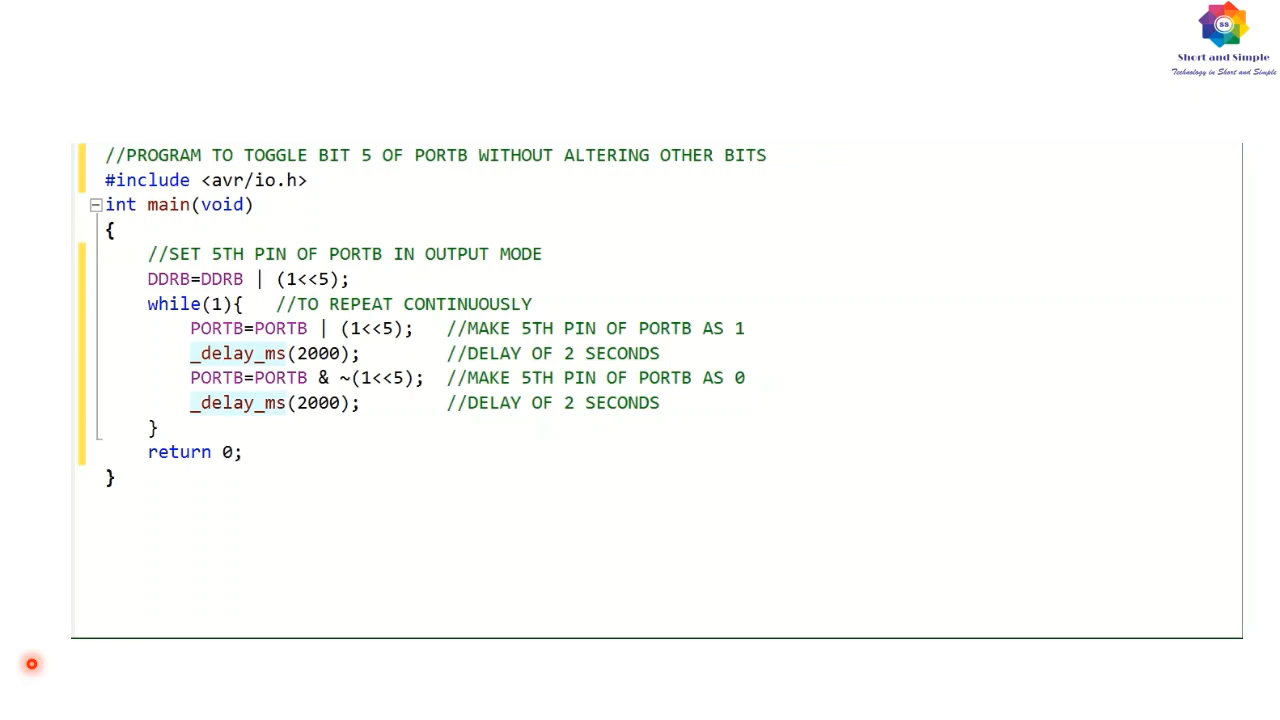 SS
Short and Simple
Technology in Short and Simple
//PROGRAM TO TOGGLE BIT 5 OF PORTB WITHOUT ALTERING OTHER BITS
#include <avr/io.h>
int main(void)
{
    //SET 5TH PIN OF PORTB IN OUTPUT MODE
    DDRB=DDRB | (1<<5);
    while(1){   //TO REPEAT CONTINUOUSLY
        PORTB=PORTB | (1<<5);   //MAKE 5TH PIN OF PORTB AS 1
        _delay_ms(2000);        //DELAY OF 2 SECONDS
        PORTB=PORTB & ~(1<<5);  //MAKE 5TH PIN OF PORTB AS 0
        _delay_ms(2000);        //DELAY OF 2 SECONDS
    }
    return 0;
}